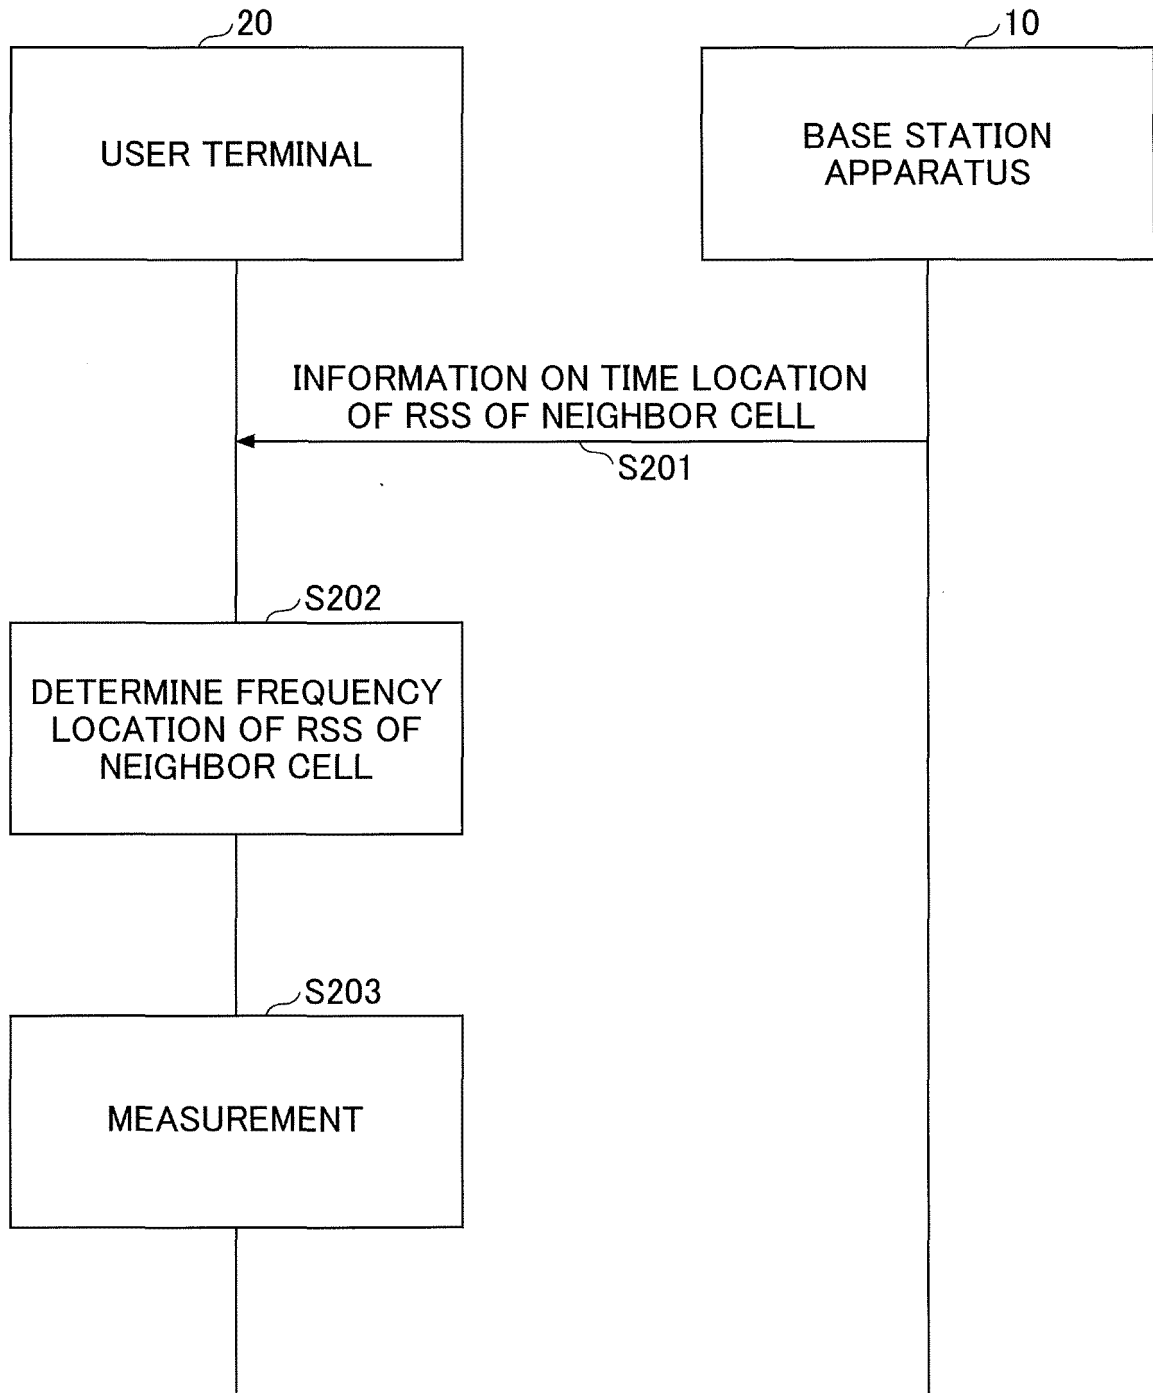 20
10
USER TERMINAL
BASE STATION
APPARATUS
INFORMATION ON TIME LOCATION
OF RSS OF NEIGHBOR CELL
S201
S202
DETERMINE FREQUENCY
LOCATION OF RSS OF
NEIGHBOR CELL
S203
MEASUREMENT